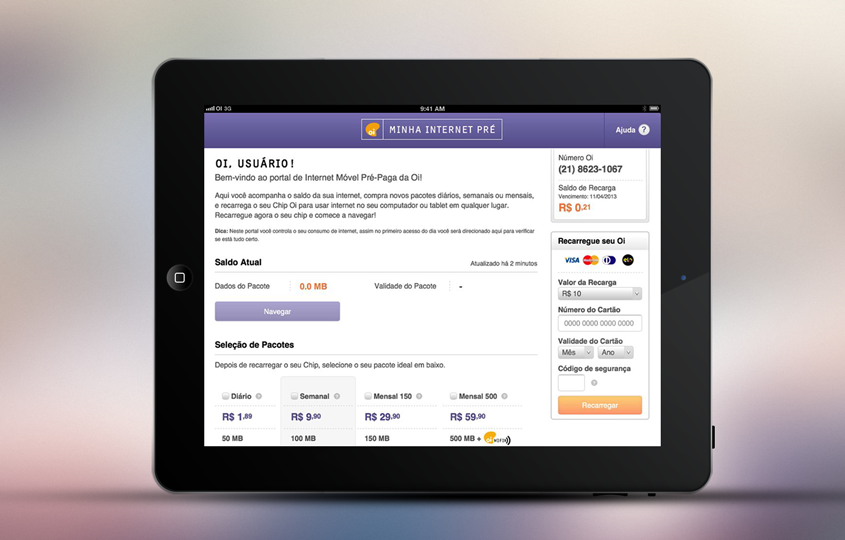 OI 3G
9:41 AM
oi MINHA INTERNET PRÉ
Ajuda ?
OI, USUÁRIO!
Bem-vindo ao portal de Internet Móvel Pré-Paga da Oi!
Aqui você acompanha o saldo da sua internet, compra novos pacotes diários, semanais ou mensais,
e recarrega o seu Chip Oi para usar internet no seu computador ou tablet em qualquer lugar.
Recarregue agora o seu chip e comece a navegar!
Dica: Neste portal você controla o seu consumo de internet, assim no primeiro acesso do dia você será direcionado aqui para verificar
se está tudo certo.
Saldo Atual
Atualizado há 2 minutos
Dados do Pacote
0.0 MB
Validade do Pacote
-
Navegar
Seleção de Pacotes
Depois de recarregar o seu Chip, selecione o seu pacote ideal em baixo.
Diário
Semanal
Mensal 150
Mensal 500
R$ 1,89
R$ 9,90
R$ 29,90
R$ 59,90
50 MB
100 MB
150 MB
500 MB + oi WIFI
Número Oi
(21) 8623-1067
Saldo de Recarga
Vencimento: 11/04/2013
R$ 0,21
Recarregue seu Oi
VISA
Valor da Recarga
R$ 10
Número do Cartão
0000 0000 0000 0000
Validade do Cartão
Mês
Ano
Código de segurança
Recarregar